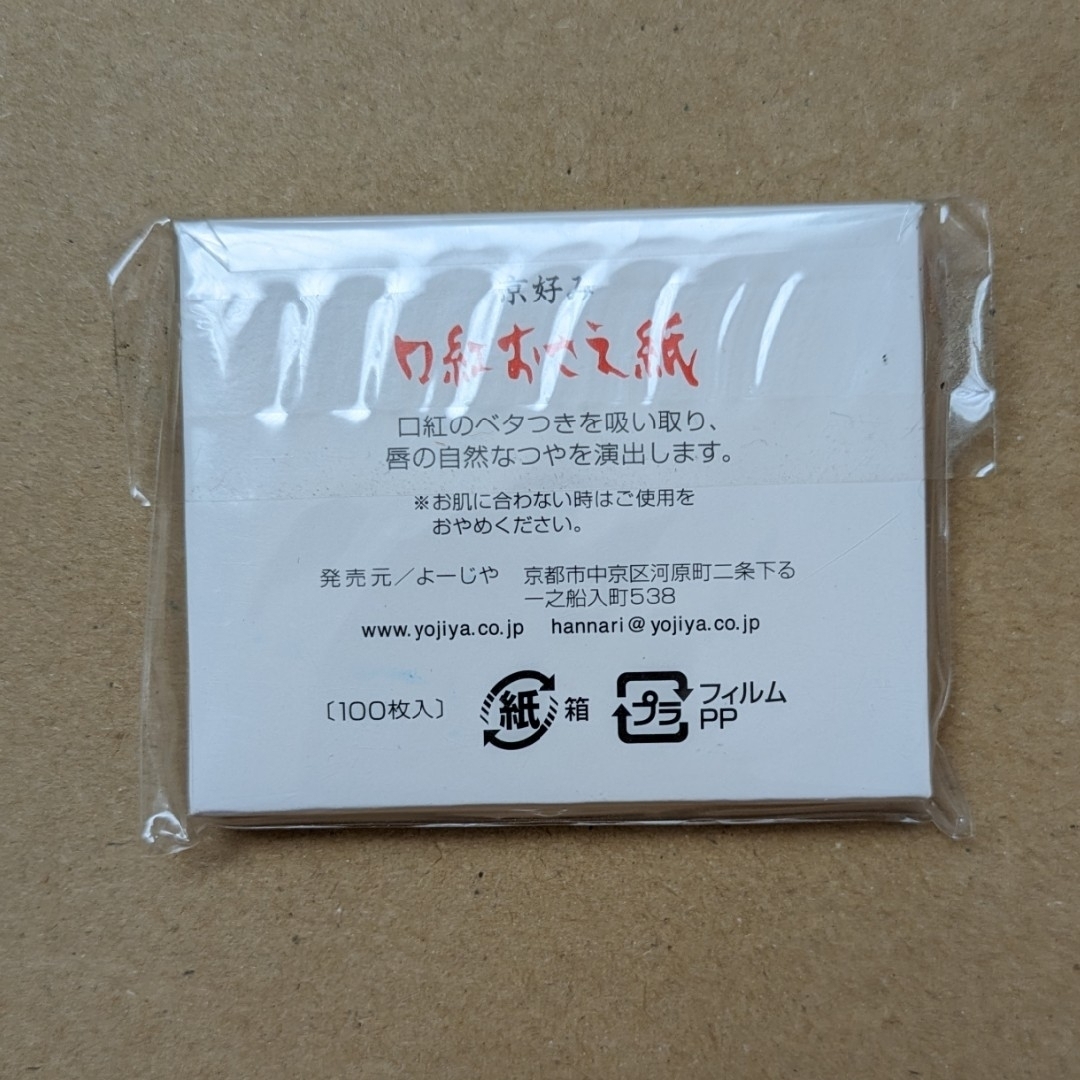 京好み
口紅おさえ紙
口紅のベタつきを吸い取り、
唇の自然なつやを演出します。
※お肌に合わない時はご使用を
おやめください。
発売元／よーじや 京都市中京区河原町二条下る
一之船入町538
www.yojiya.co.jp hannari@yojiya.co.jp
〔100枚入〕 紙 箱 プラ フィルム
PP